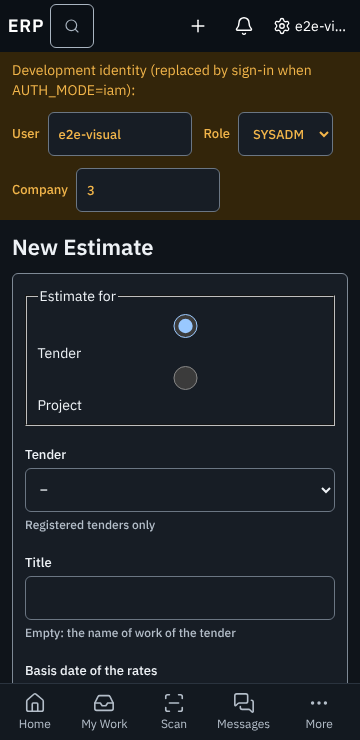 ERP
e2e-vi...
Development identity (replaced by sign-in when
AUTH_MODE=iam):
User
e2e-visual
Role
SYSADM
Company
3
New Estimate
Estimate for
Tender
Project
Tender
–
Registered tenders only
Title
Empty: the name of work of the tender
Basis date of the rates
Home
My Work
Scan
Messages
More